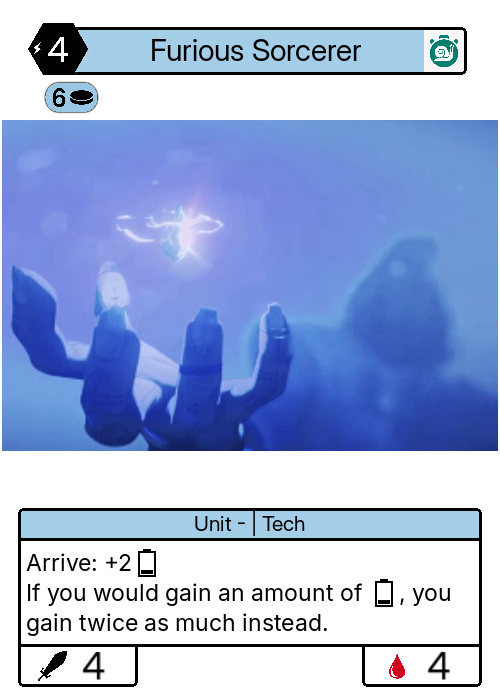 4
Furious Sorcerer
6
Unit - | Tech
Arrive: +2
If you would gain an amount of , you
gain twice as much instead.
4
4